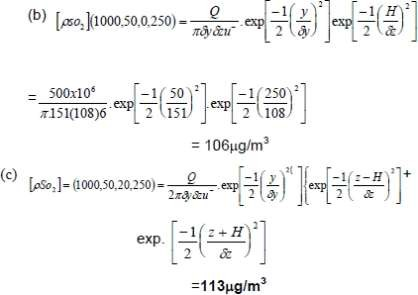 (b) [ρso₂](1000,50,0,250) = Q/(πδyδzu⁻) .exp[-1/2 (y/δy)²] exp[-1/2 (H/δz)²]
= 500x10⁶/(π151(108)6) .exp[-1/2 (50/151)²] .exp[-1/2 (250/108)²]
= 106μg/m³
(c) [ρSo₂] = (1000,50,20,250) = Q/(2πδyδzu⁻) .exp[-1/2 (y/δy)²{ ] {exp[-1/2 (z-H/δz)²] +
exp. [-1/2 (z+H/δz)²]
=113μg/m³